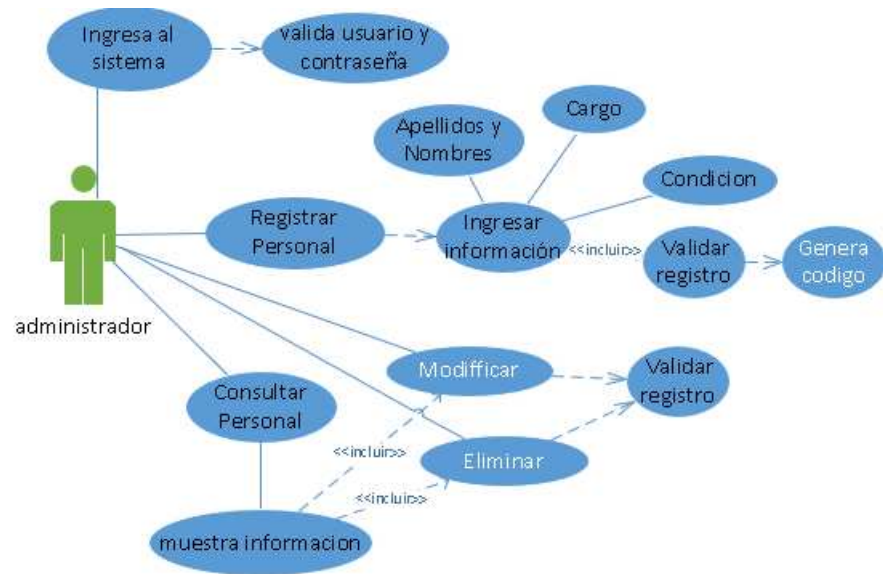 Ingresa al
sistema
valida usuario y
contraseña
Apellidos y
Nombres
Cargo
Condicion
Registrar
Personal
Ingresar
información
<<incluir>>
Validar
registro
Genera
codigo
administrador
Modifficar
Validar
registro
Consultar
Personal
<<incluir>>
Eliminar
<<incluir>>
muestra informacion